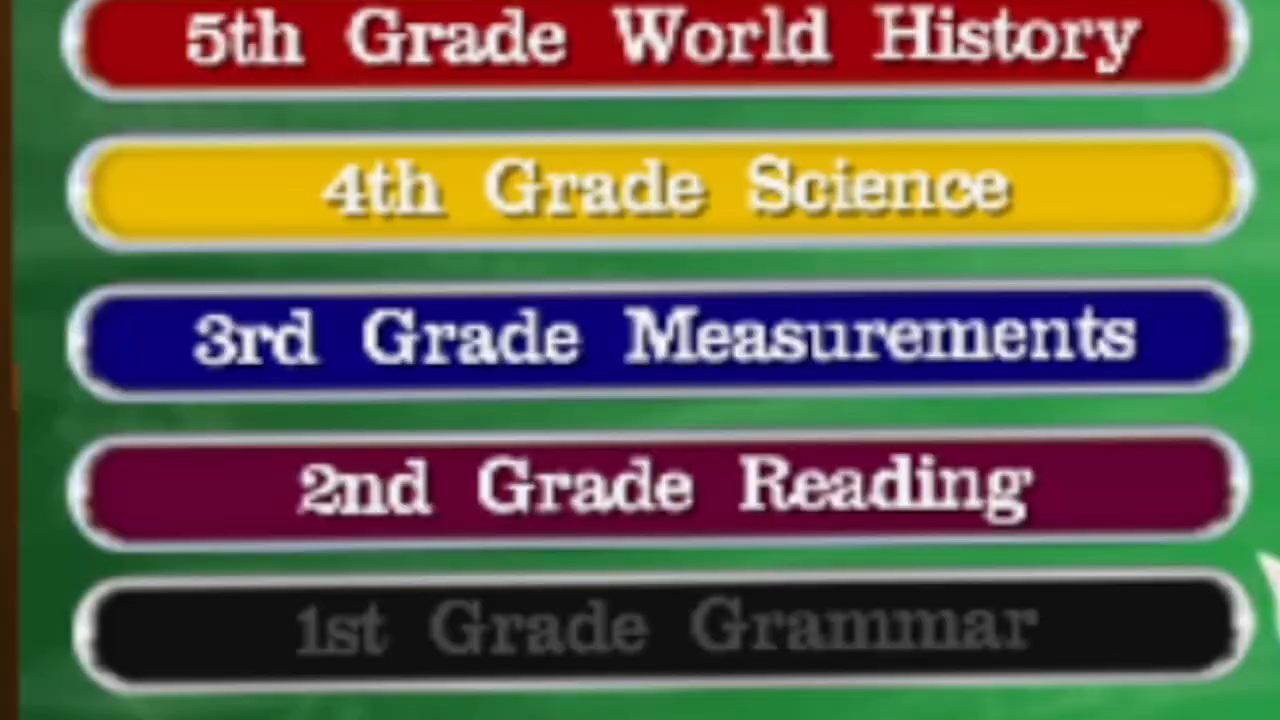 5th Grade World History
4th Grade Science
3rd Grade Measurements
2nd Grade Reading
1st Grade Grammar